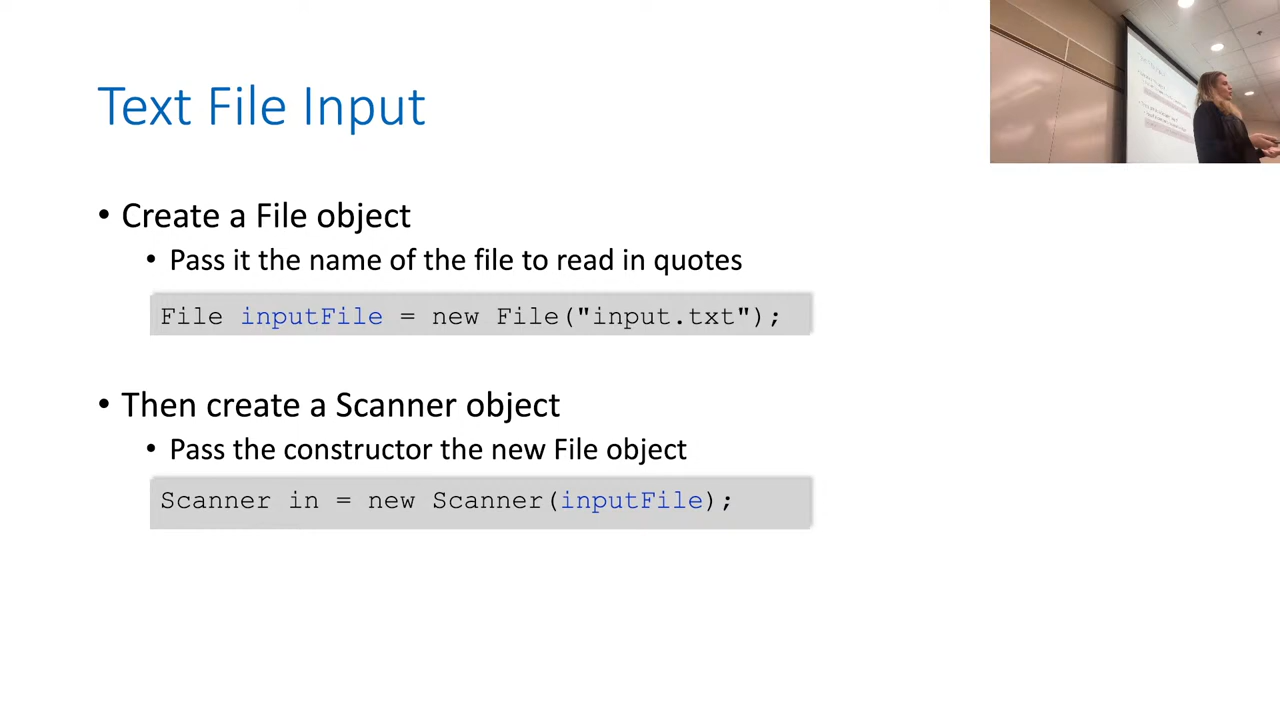 Text File Input
• Create a File object
• Pass it the name of the file to read in quotes
File inputFile = new File("input.txt");
• Then create a Scanner object
• Pass the constructor the new File object
Scanner in = new Scanner(inputFile);